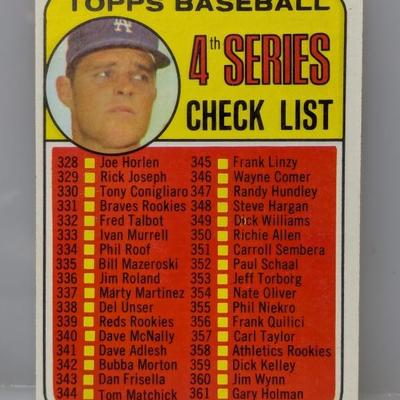 TOPPS BASEBALL
4th SERIES
CHECK LIST
328 Joe Horlen
329 Rick Joseph
330 Tony Conigliaro
331 Braves Rookies
332 Fred Talbot
333 Ivan Murrell
334 Phil Roof
335 Bill Mazeroski
336 Jim Roland
337 Marty Martinez
338 Del Unser
339 Reds Rookies
340 Dave McNally
341 Dave Adlesh
342 Bubba Morton
343 Dan Frisella
344 Tom Matchick
345 Frank Linzy
346 Wayne Comer
347 Randy Hundley
348 Steve Hargan
349 Dick Williams
350 Richie Allen
351 Carroll Sembera
352 Paul Schaal
353 Jeff Torborg
354 Nate Oliver
355 Phil Niekro
356 Frank Quilici
357 Carl Taylor
358 Athletics Rookies
359 Dick Kelley
360 Jim Wynn
361 Gary Holman